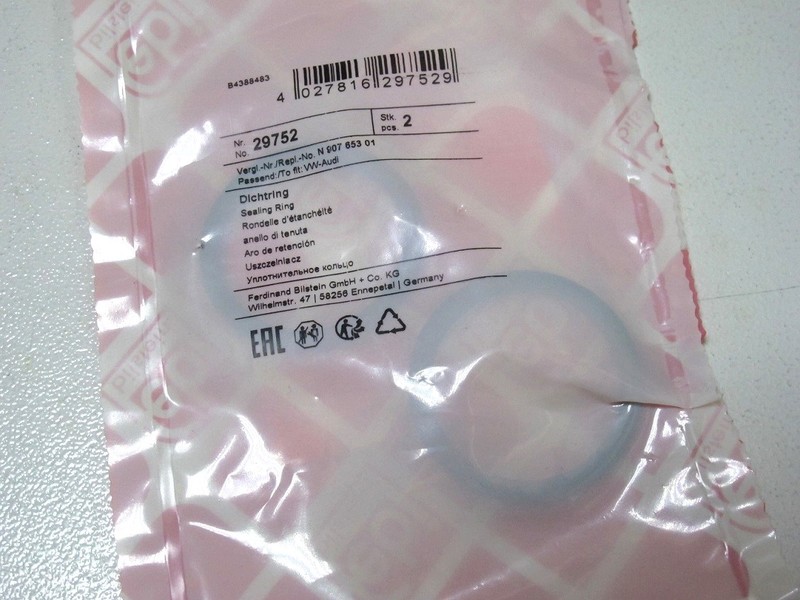 B4388483
4 027816 297529
Nr.
No. 29752
Stk.
pcs. 2
Vergl.-Nr./Repl.-No. N 907 653 01
Passend:/To fit: VW-Audi
Dichtring
Sealing Ring
Rondelle d'étanchéité
anello di tenuta
Aro de retención
Uszczelniacz
Уплотнительное кольцо
Ferdinand Bilstein GmbH + Co. KG
Wilhelmstr. 47 | 58256 Ennepetal | Germany
EAC